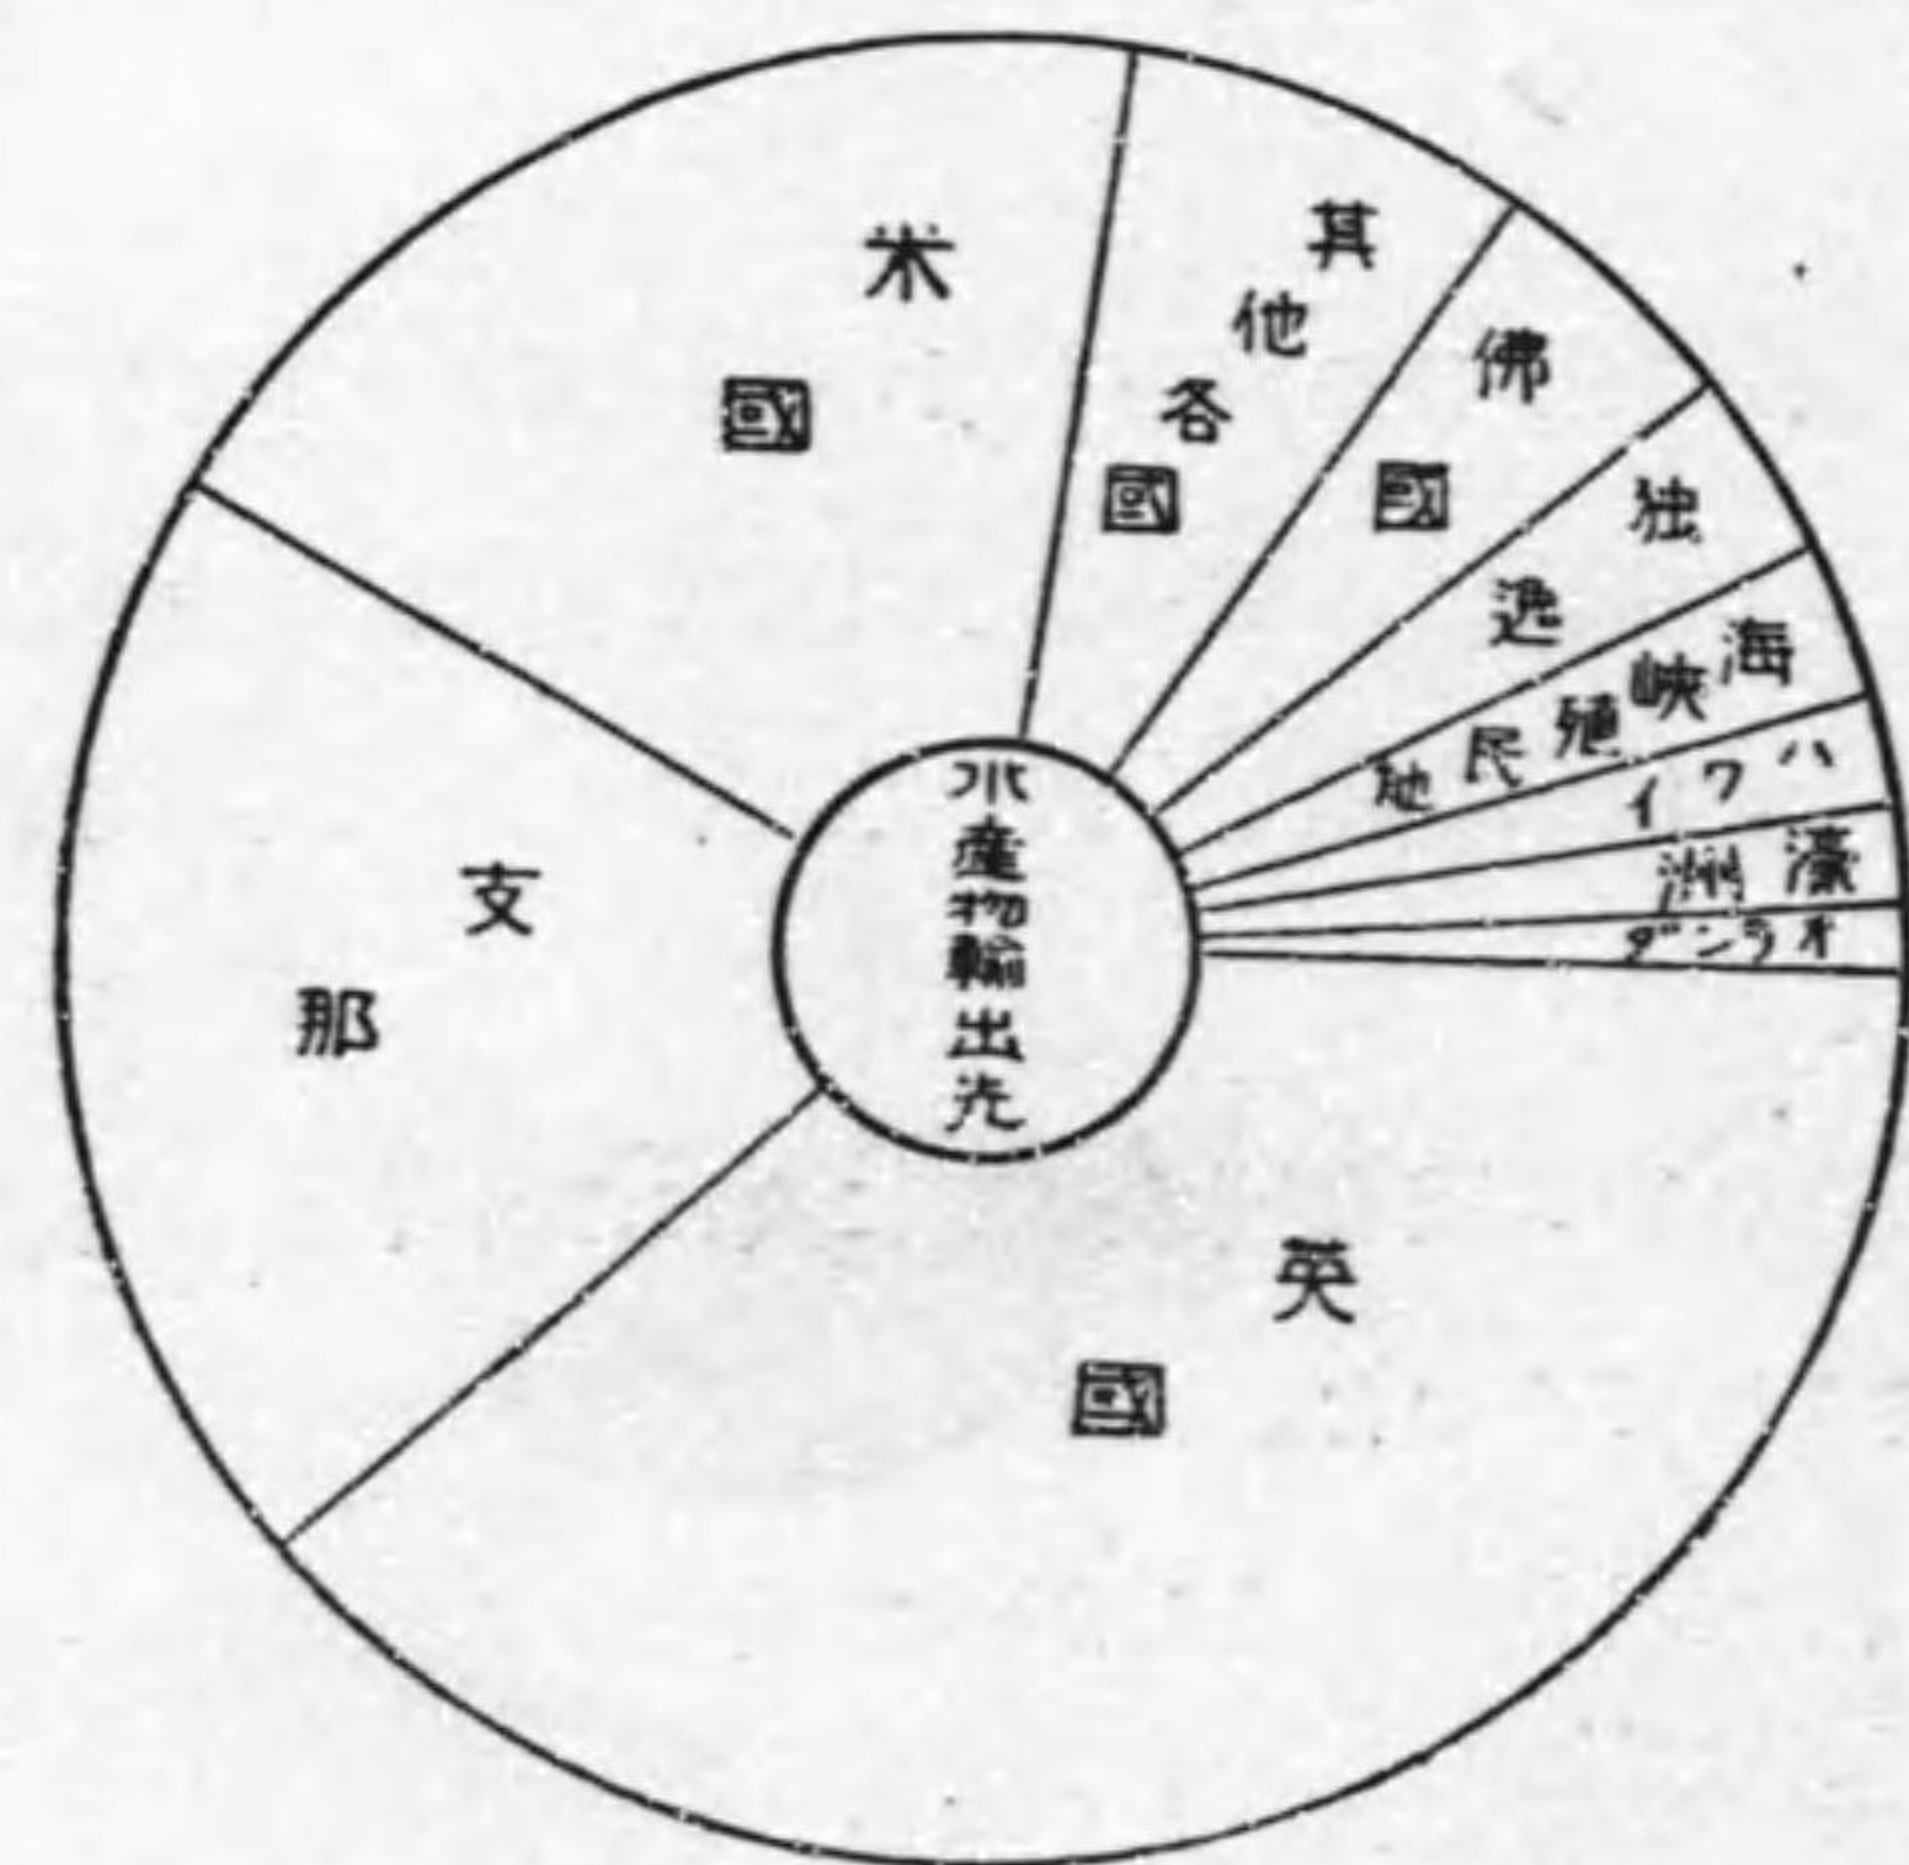 水産物輸出先
米國
其他各國
佛國
独逸
海峡殖民地
ハワイ
濠洲
オランダ
英國
支那